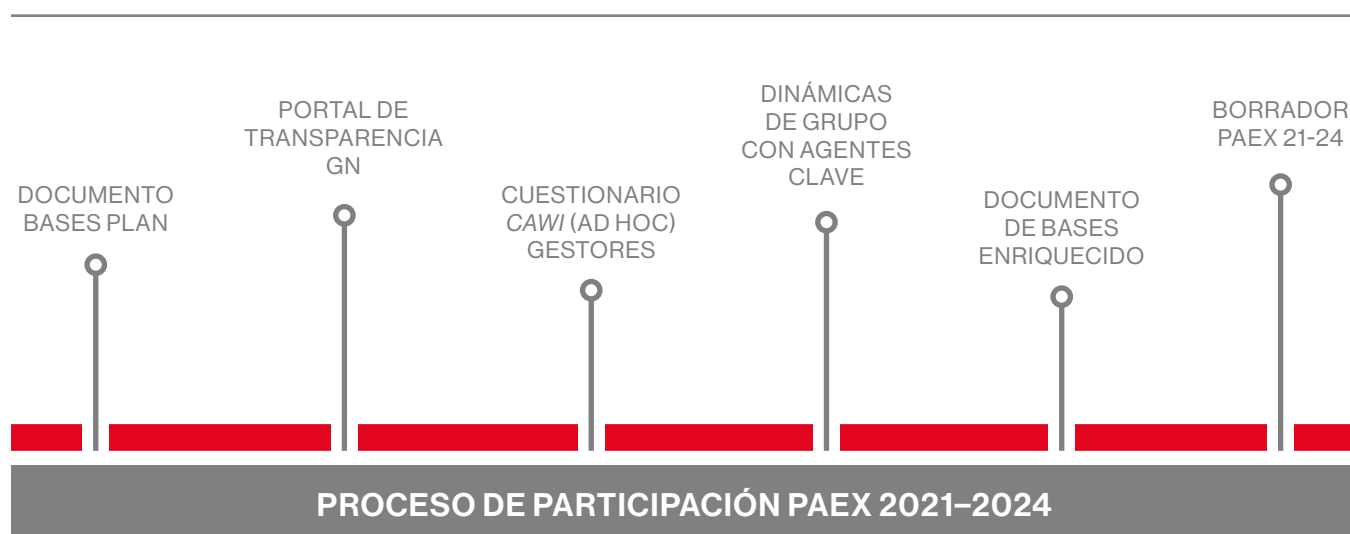 DOCUMENTO
BASES PLAN
PORTAL DE
TRANSPARENCIA
GN
CUESTIONARIO
CAWI (AD HOC)
GESTORES
DINÁMICAS
DE GRUPO
CON AGENTES
CLAVE
DOCUMENTO
DE BASES
ENRIQUECIDO
BORRADOR
PAEX 21-24
PROCESO DE PARTICIPACIÓN PAEX 2021–2024